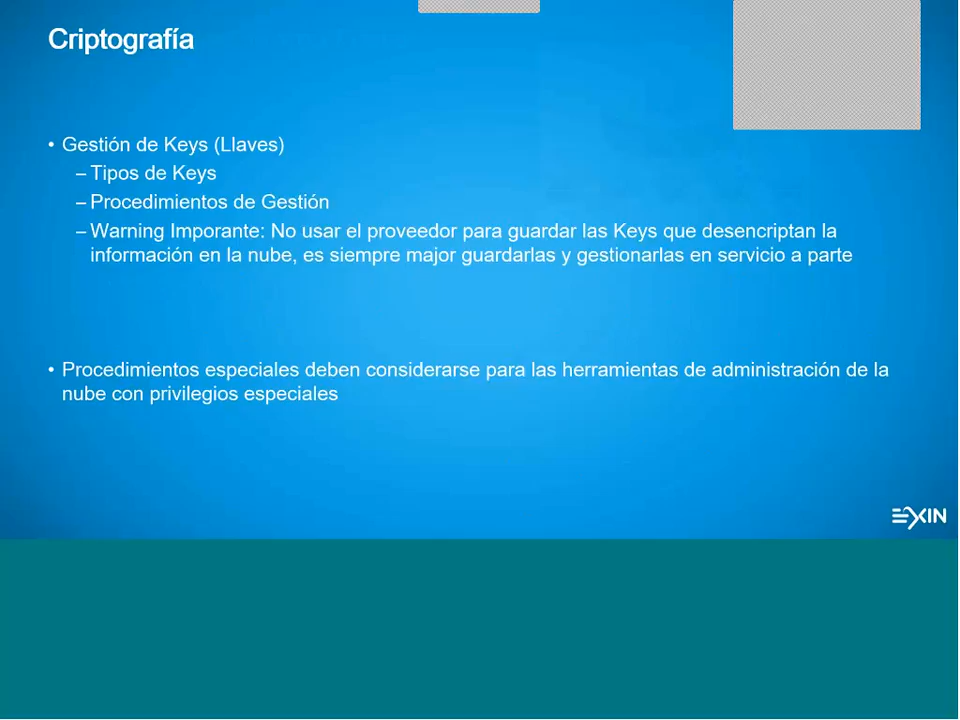 Criptografía
• Gestión de Keys (Llaves)
– Tipos de Keys
– Procedimientos de Gestión
– Warning Imporante: No usar el proveedor para guardar las Keys que desencriptan la
información en la nube, es siempre major guardarlas y gestionarlas en servicio a parte
• Procedimientos especiales deben considerarse para las herramientas de administración de la
nube con privilegios especiales
EXIN